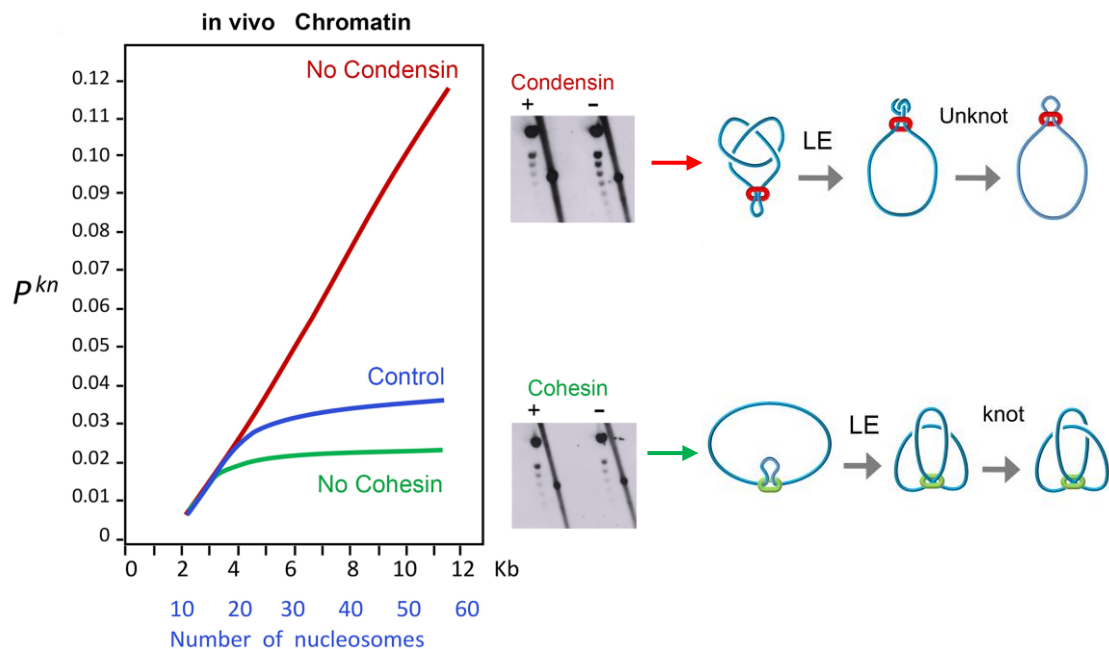 in vivo Chromatin
P^kn
0.12
0.11
0.10
0.09
0.08
0.07
0.06
0.05
0.04
0.03
0.02
0.01
0
No Condensin
Control
No Cohesin
0 2 4 6 8 10 12 Kb
10 20 30 40 50 60
Number of nucleosomes
Condensin
+ -
LE
Unknot
Cohesin
+ -
LE
knot